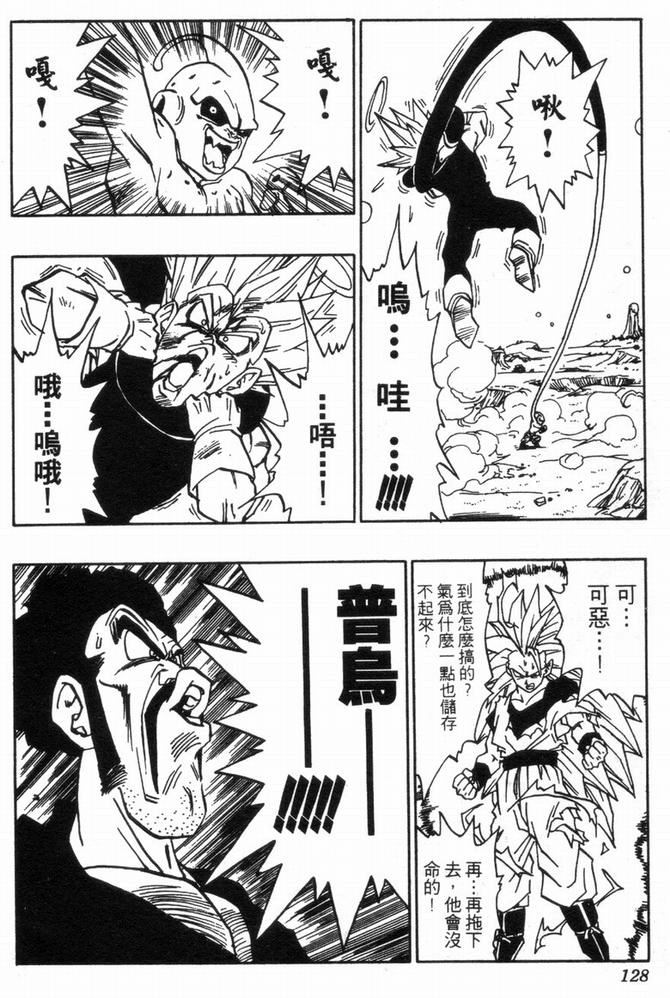 啾！
嗚…哇…!!!!!
嘎！
嘎！
…唔…！
哦…嗚哦！
可…
可惡…！
到底怎麼搞的？
氣爲什麼一點也儲存
不起來？
再…再拖下
去，他會沒
命的！
普烏——!!!!!
128